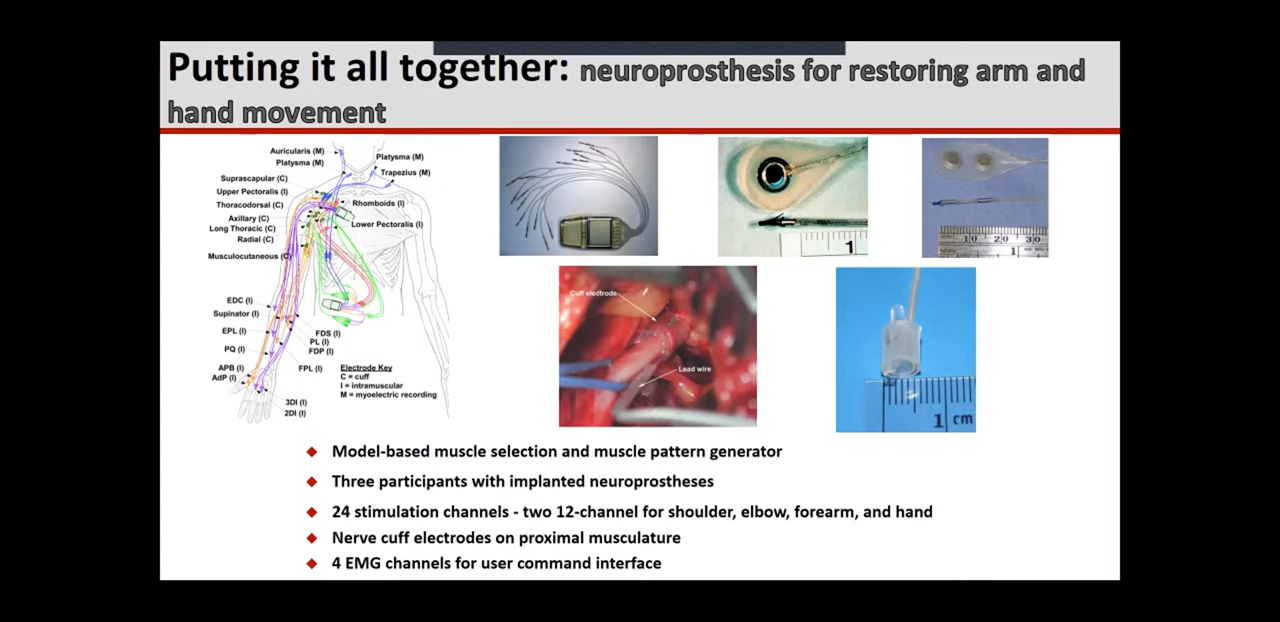 Putting it all together: neuroprosthesis for restoring arm and
hand movement
Auricularis (M)
Platysma (M)
Platysma (M)
Trapezius (M)
Suprascapular (C)
Upper Pectoralis (I)
Thoracodorsal (C)
Rhomboids (I)
Axillary (C)
Lower Pectoralis (I)
Long Thoracic (C)
Radial (C)
Musculocutaneous (C)
EDC (I)
Supinator (I)
EPL (I)
FDS (I)
PL (I)
FDP (I)
PQ (I)
APB (I)
FPL (I)
AdP (I)
3DI (I)
2DI (I)
Electrode Key
C = cuff
I = intramuscular
M = myoelectric recording
1
10 20 30
1
Cuff electrode
Lead wire
1 cm
◆ Model-based muscle selection and muscle pattern generator
◆ Three participants with implanted neuroprostheses
◆ 24 stimulation channels - two 12-channel for shoulder, elbow, forearm, and hand
◆ Nerve cuff electrodes on proximal musculature
◆ 4 EMG channels for user command interface